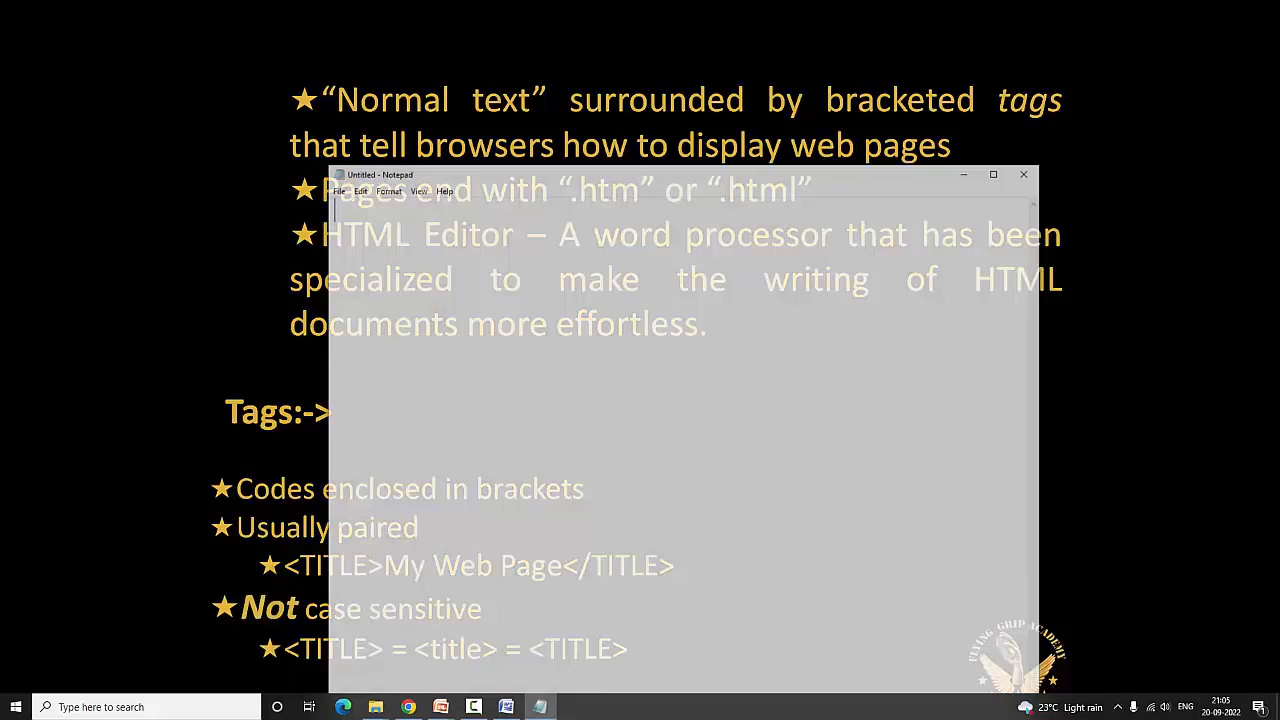 ★“Normal text” surrounded by bracketed tags
that tell browsers how to display web pages
Untitled - Notepad
★Pages end with “.htm” or “.html”
File Edit Format View Help
★HTML Editor – A word processor that has been
specialized to make the writing of HTML
documents more effortless.
Tags:->
★Codes enclosed in brackets
★Usually paired
★<TITLE>My Web Page</TITLE>
★Not case sensitive
★<TITLE> = <title> = <TITLE>
FLYING GRIP ACADEMY
Type here to search
23°C Light rain
ENG
21:05
20-09-2022